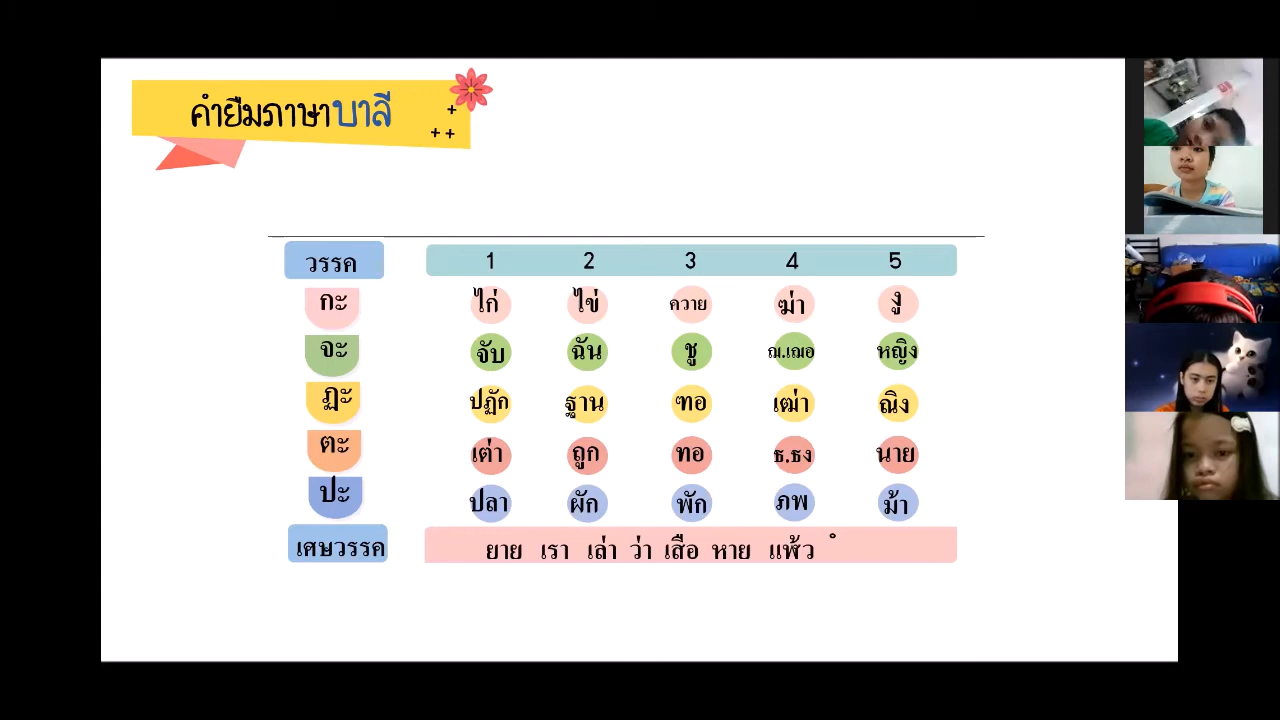 คำยืมภาษาบาลี
วรรค 1 2 3 4 5
กะ ไก่ ไข่ ควาย ฆ่า งู
จะ จับ ฉัน ชู ฌ.เฌอ หญิง
ฏะ ปฏัก ฐาน ฑอ เฒ่า ณิง
ตะ เต่า ถูก ทอ ธ.ธง นาย
ปะ ปลา ผัก พัก ภพ ม้า
เศษวรรค ยาย เรา เล่า ว่า เสือ หาย แฬ้ว ํ